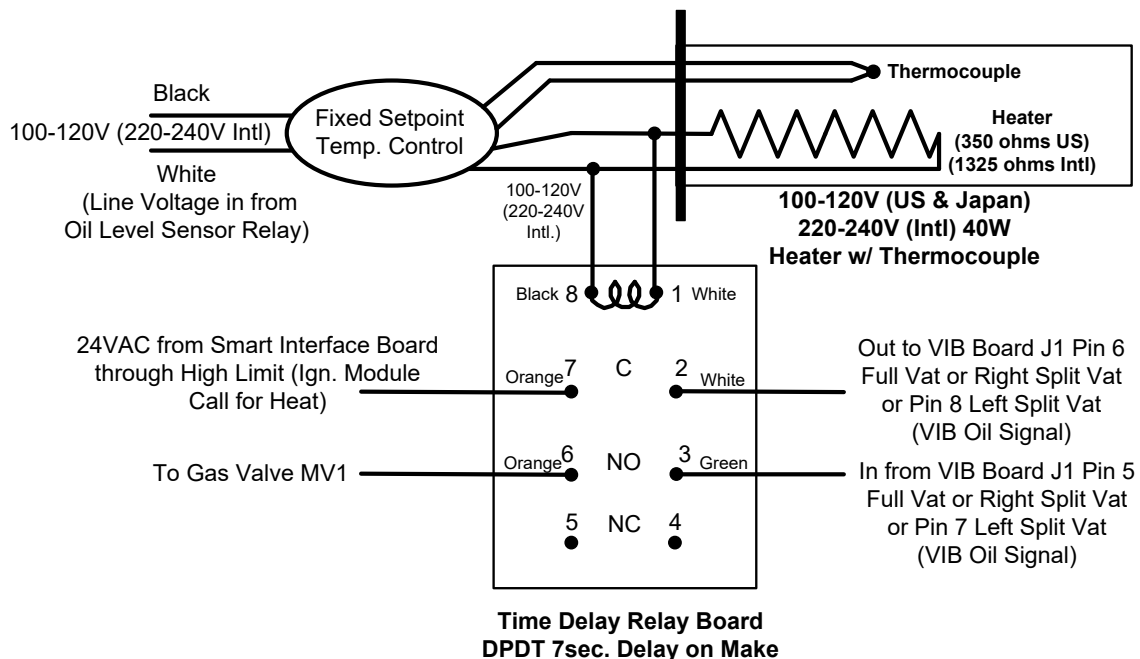 Black
100-120V (220-240V Intl)
White
(Line Voltage in from
Oil Level Sensor Relay)
Fixed Setpoint
Temp. Control
Thermocouple
Heater
(350 ohms US)
(1325 ohms Intl)
100-120V
(220-240V
Intl.)
100-120V (US & Japan)
220-240V (Intl) 40W
Heater w/ Thermocouple
Black 8 1 White
24VAC from Smart Interface Board
through High Limit (Ign. Module
Call for Heat)
Orange 7 C 2 White
Out to VIB Board J1 Pin 6
Full Vat or Right Split Vat
or Pin 8 Left Split Vat
(VIB Oil Signal)
To Gas Valve MV1
Orange 6 NO 3 Green
In from VIB Board J1 Pin 5
Full Vat or Right Split Vat
or Pin 7 Left Split Vat
(VIB Oil Signal)
5 NC 4
Time Delay Relay Board
DPDT 7sec. Delay on Make